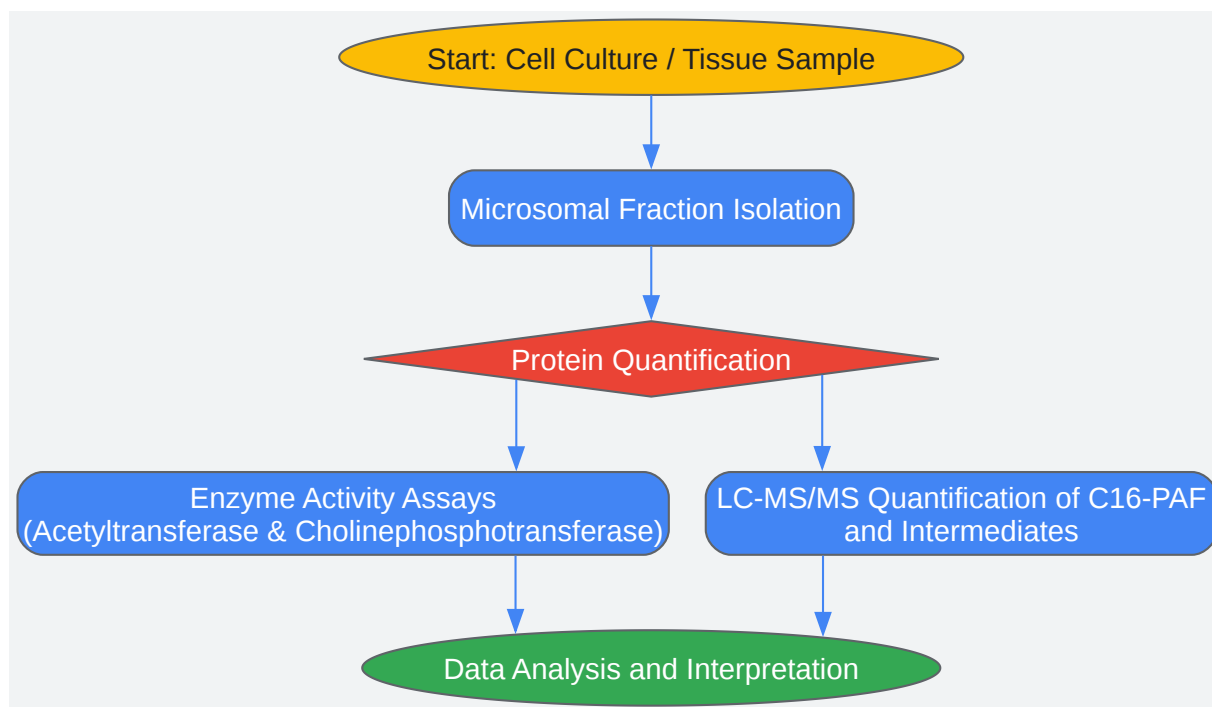 Start: Cell Culture / Tissue Sample
Microsomal Fraction Isolation
Protein Quantification
Enzyme Activity Assays
(Acetyltransferase & Cholinephosphotransferase)
LC-MS/MS Quantification of C16-PAF
and Intermediates
Data Analysis and Interpretation